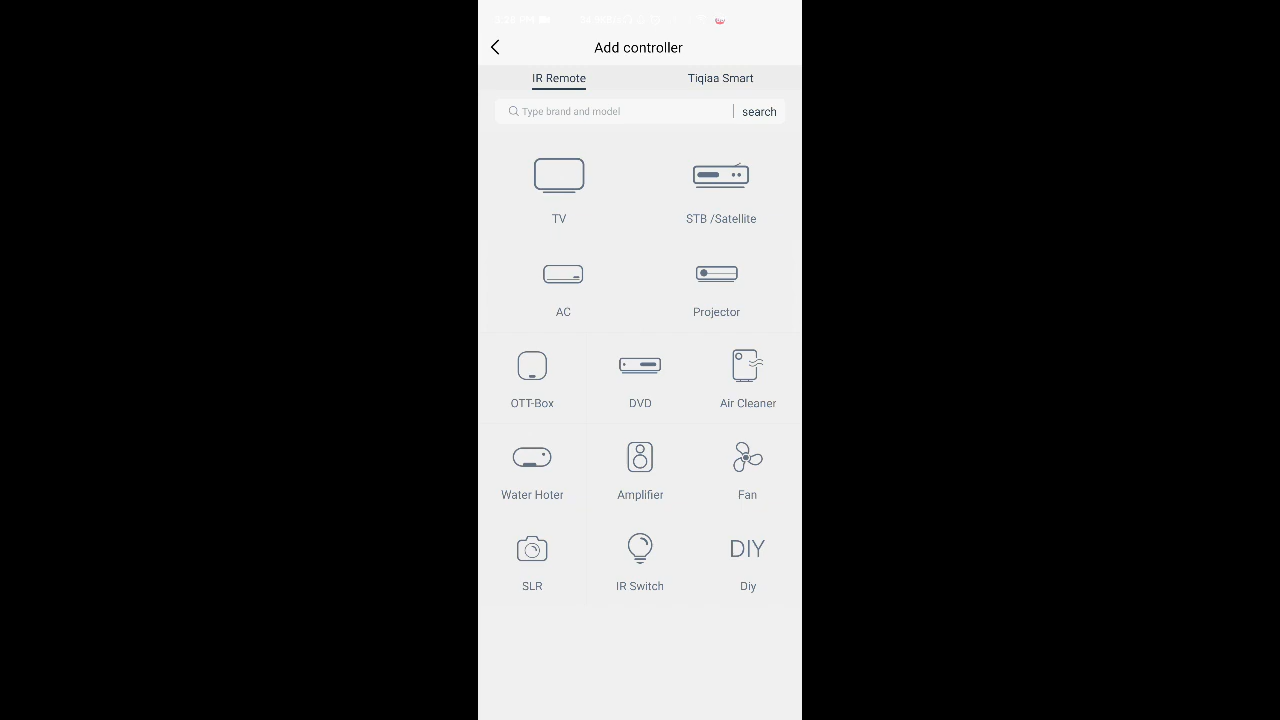 Add controller
IR Remote
Tiqiaa Smart
Type brand and model
search
TV
STB /Satellite
AC
Projector
OTT-Box
DVD
Air Cleaner
Water Hoter
Amplifier
Fan
SLR
IR Switch
DIY
Diy